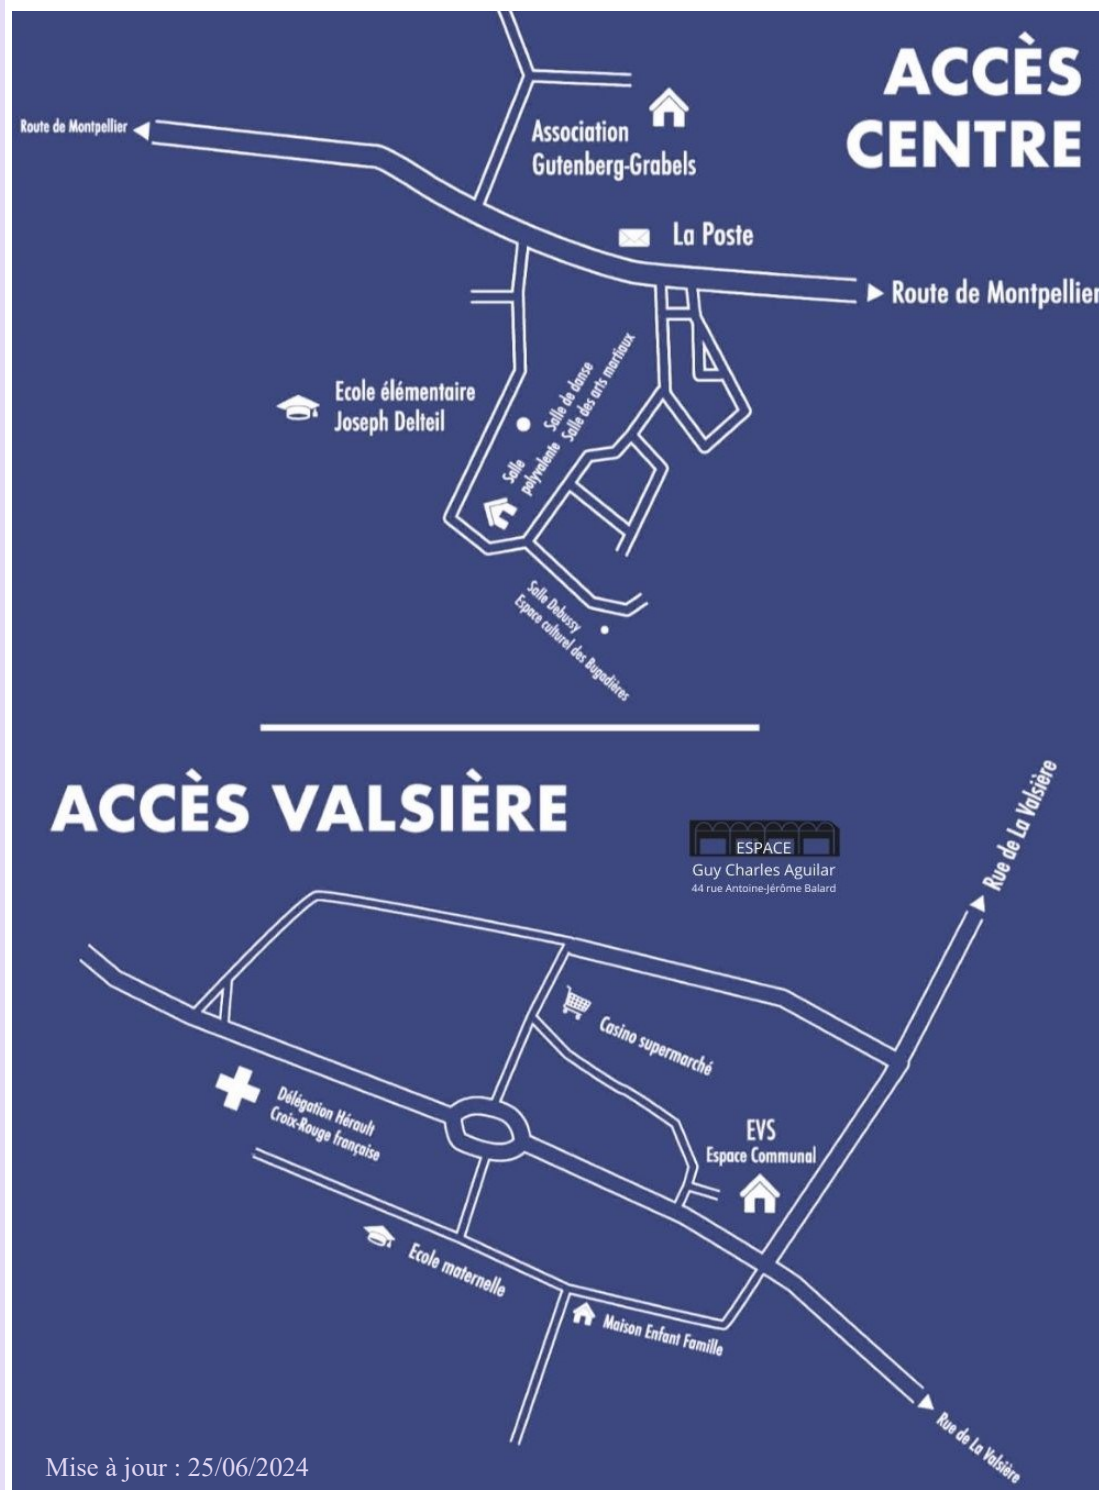 ACCÈS
CENTRE
Route de Montpellier
Association
Gutenberg-Grabels
La Poste
Route de Montpellier
Ecole élémentaire
Joseph Delteil
Salle de danse
Salle des arts martiaux
Salle
polyvalente
Salle Debussy
Espace culturel des Bugadières
ACCÈS VALSIÈRE
ESPACE
Guy Charles Aguilar
44 rue Antoine-Jérôme Balard
Rue de La Valsière
Casino supermarché
Délégation Hérault
Croix-Rouge française
EVS
Espace Communal
Ecole maternelle
Maison Enfant Famille
Rue de La Valsière
Mise à jour : 25/06/2024